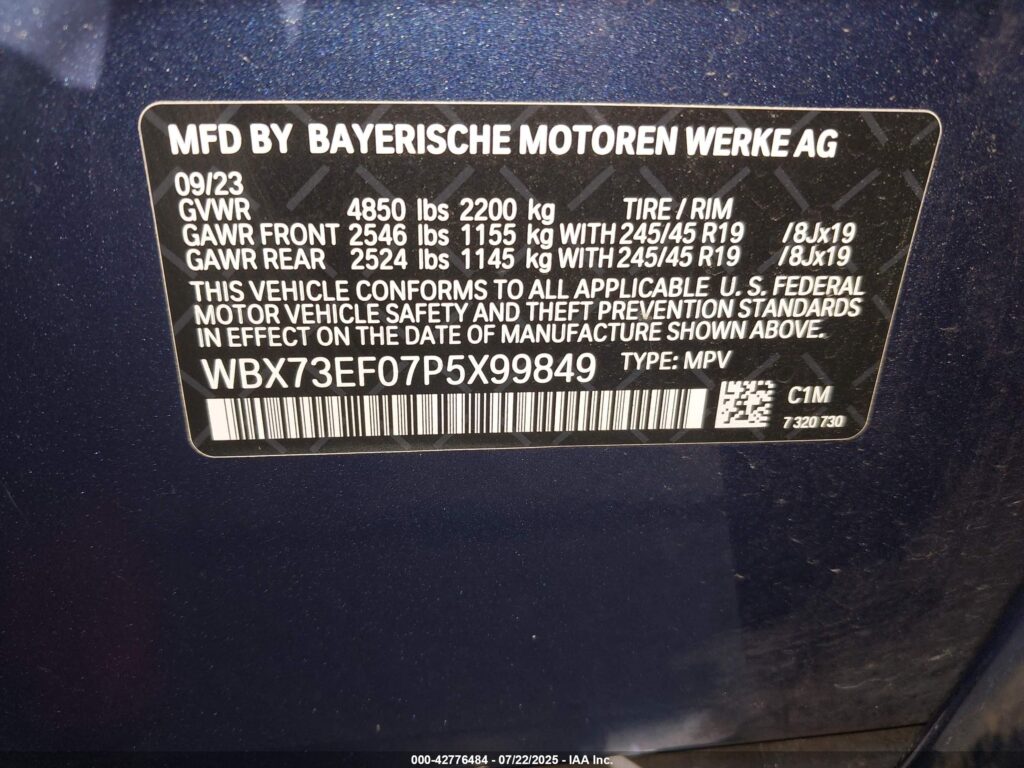 MFD BY BAYERISCHE MOTOREN WERKE AG
09/23
GVWR 4850 lbs 2200 kg TIRE / RIM
GAWR FRONT 2546 lbs 1155 kg WITH 245/45 R19 /8Jx19
GAWR REAR 2524 lbs 1145 kg WITH 245/45 R19 /8Jx19
THIS VEHICLE CONFORMS TO ALL APPLICABLE U. S. FEDERAL
MOTOR VEHICLE SAFETY AND THEFT PREVENTION STANDARDS
IN EFFECT ON THE DATE OF MANUFACTURE SHOWN ABOVE.
WBX73EF07P5X99849 TYPE: MPV
C1M
7 320 730
000-42776484 - 07/22/2025 - IAA Inc.